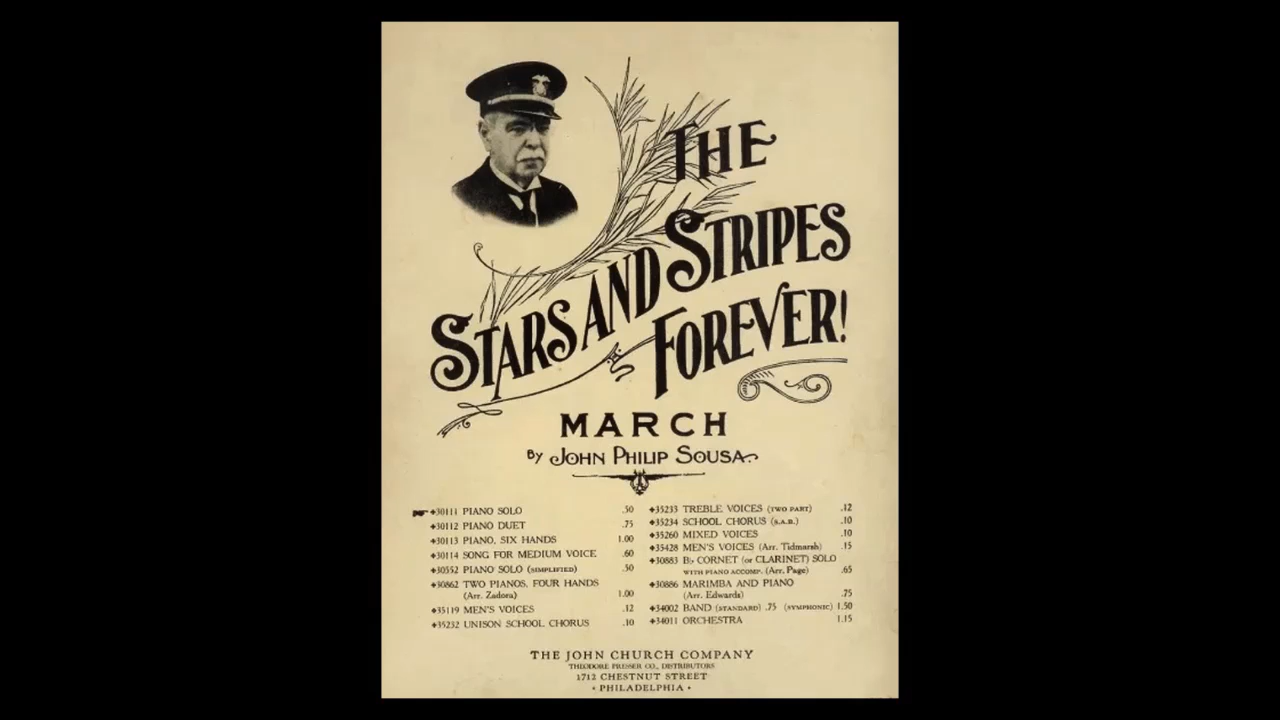 THE
STARS AND STRIPES
FOREVER!
MARCH
BY JOHN PHILIP SOUSA
30111 PIANO SOLO .50
30112 PIANO DUET .75
30113 PIANO, SIX HANDS 1.00
30114 SONG FOR MEDIUM VOICE .60
30552 PIANO SOLO (SIMPLIFIED) .50
30862 TWO PIANOS, FOUR HANDS
(Arr. Zadora) 1.00
35119 MEN'S VOICES .12
35232 UNISON SCHOOL CHORUS .10
35233 TREBLE VOICES (TWO PART) .12
35234 SCHOOL CHORUS (S.A.B.) .10
35260 MIXED VOICES .10
35428 MEN'S VOICES (Arr. Tidmarsh) .15
30883 B♭ CORNET (or CLARINET) SOLO
WITH PIANO ACCOMP. (Arr. Page) .65
30886 MARIMBA AND PIANO
(Arr. Edwards) .75
34002 BAND (STANDARD) .75 (SYMPHONIC) 1.50
34011 ORCHESTRA 1.15
THE JOHN CHURCH COMPANY
THEODORE PRESSER CO., DISTRIBUTORS
1712 CHESTNUT STREET
• PHILADELPHIA •